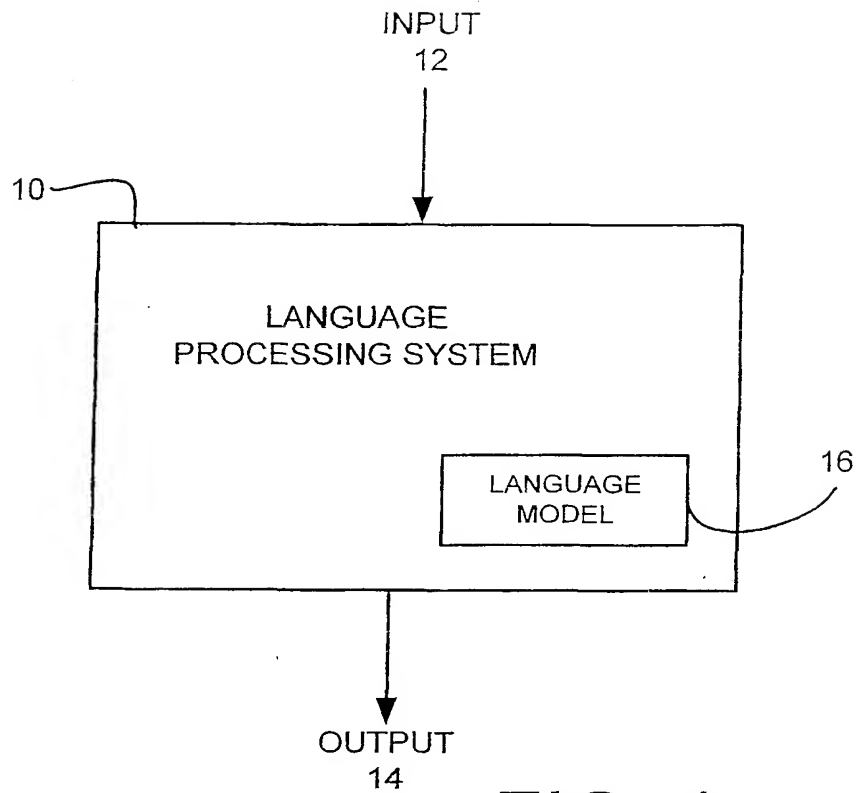 INPUT
12
10
LANGUAGE
PROCESSING SYSTEM
LANGUAGE
MODEL
16
OUTPUT
14